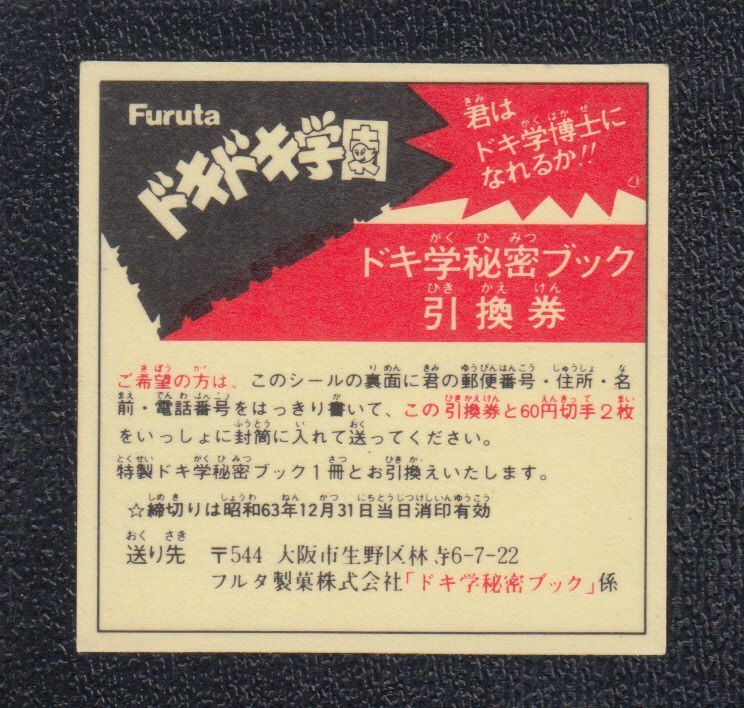 Furuta
ドキドキ学園
君は
ドキ学博士に
なれるか!!
ドキ学秘密ブック
引換券
ご希望の方は、このシールの裏面に君の郵便番号・住所・名
前・電話番号をはっきり書いて、この引換券と60円切手2枚
をいっしょに封筒に入れて送ってください。
特製ドキ学秘密ブック1冊とお引換えいたします。
☆締切りは昭和63年12月31日当日消印有効
送り先 〒544 大阪市生野区林寺6-7-22
フルタ製菓株式会社「ドキ学秘密ブック」係